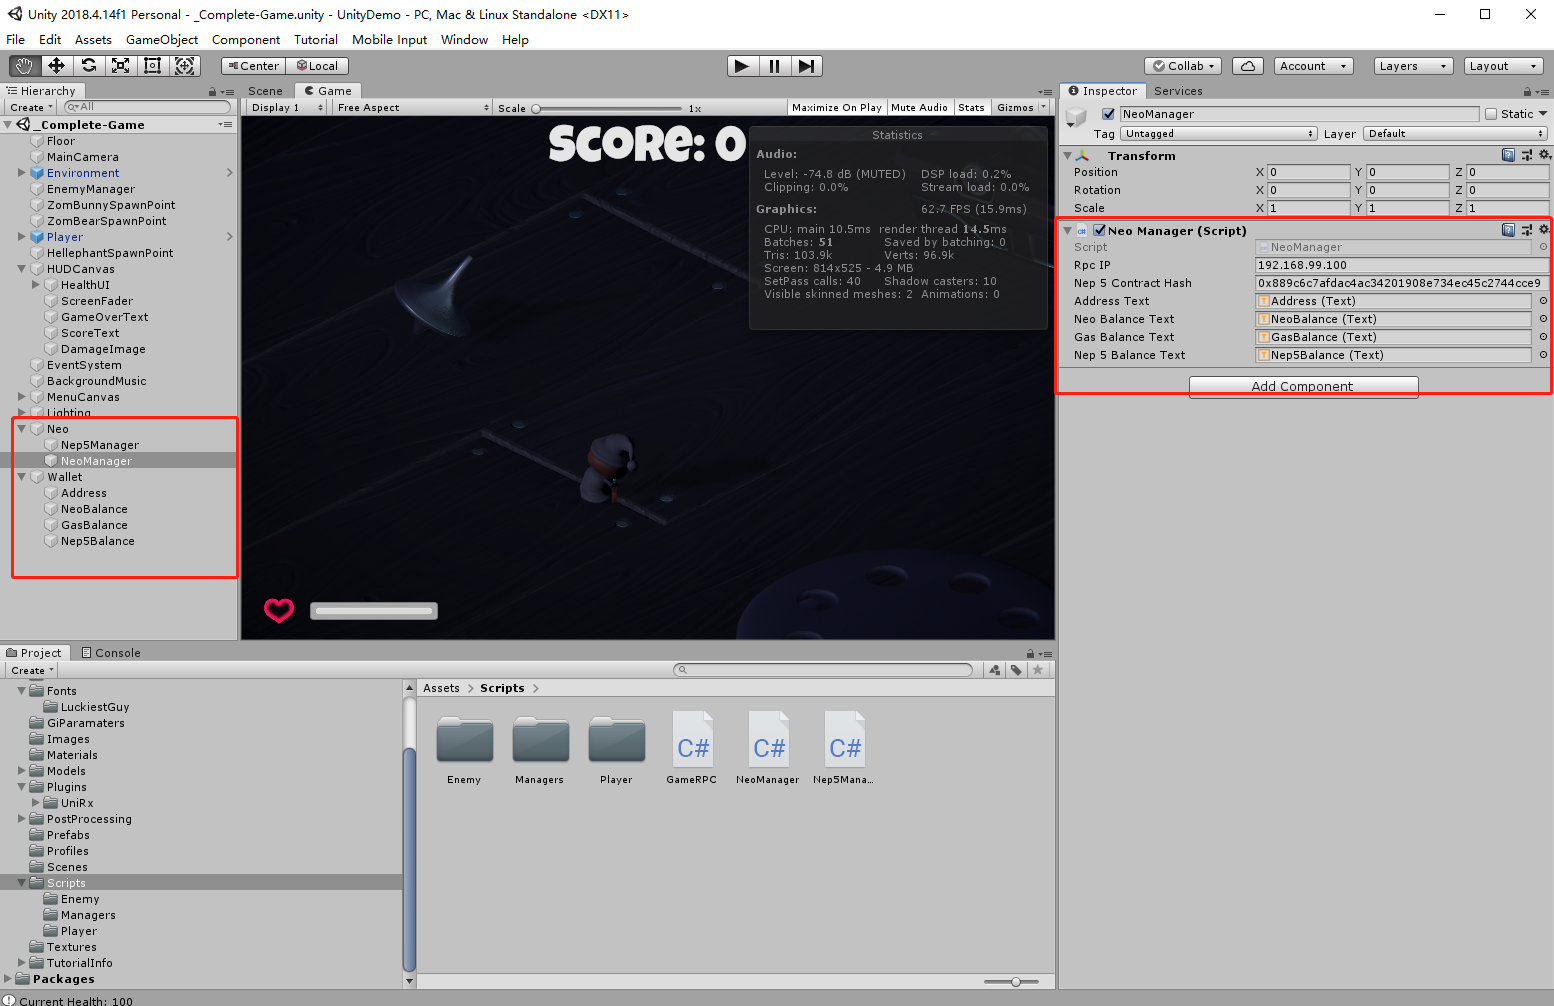 Unity 2018.4.14f1 Personal - _Complete-Game.unity - UnityDemo - PC, Mac & Linux Standalone <DX11>
File Edit Assets GameObject Component Tutorial Mobile Input Window Help
Center Local Collab Account Layers Layout
Hierarchy
Create All
_Complete-Game
Floor
MainCamera
Environment
EnemyManager
ZomBunnySpawnPoint
ZomBearSpawnPoint
Player
HellephantSpawnPoint
HUDCanvas
HealthUI
ScreenFader
GameOverText
ScoreText
DamageImage
EventSystem
BackgroundMusic
MenuCanvas
Lighting
Neo
Nep5Manager
NeoManager
Wallet
Address
NeoBalance
GasBalance
Nep5Balance
Scene Game
Display 1 Free Aspect Scale 1x Maximize On Play Mute Audio Stats Gizmos
SCORE: 0
Statistics
Audio:
Level: -74.8 dB (MUTED) DSP load: 0.2%
Clipping: 0.0% Stream load: 0.0%
Graphics: 62.7 FPS (15.9ms)
CPU: main 10.5ms render thread 14.5ms
Batches: 51 Saved by batching: 0
Tris: 103.9k Verts: 96.9k
Screen: 814x525 - 4.9 MB
SetPass calls: 40 Shadow casters: 10
Visible skinned meshes: 2 Animations: 0
Inspector Services
NeoManager Static
Tag Untagged Layer Default
Transform
Position X 0 Y 0 Z 0
Rotation X 0 Y 0 Z 0
Scale X 1 Y 1 Z 1
Neo Manager (Script)
Script NeoManager
Rpc IP 192.168.99.100
Nep 5 Contract Hash 0x889c6c7afdac4ac34201908e734ec45c2744cce9
Address Text Address (Text)
Neo Balance Text NeoBalance (Text)
Gas Balance Text GasBalance (Text)
Nep 5 Balance Text Nep5Balance (Text)
Add Component
Project Console
Create
Fonts
LuckiestGuy
GiParamaters
Images
Materials
Models
Plugins
UniRx
PostProcessing
Prefabs
Profiles
Scenes
Scripts
Enemy
Managers
Player
Textures
TutorialInfo
Packages
Assets > Scripts >
C# C# C#
Enemy Managers Player GameRPC NeoManager Nep5Mana...
Current Health: 100